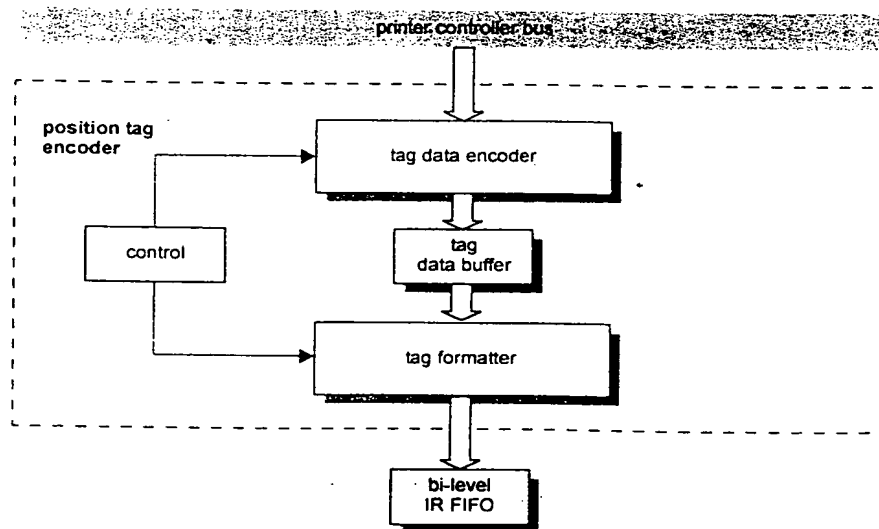 printer controller bus
position tag
encoder
tag data encoder
control
tag
data buffer
tag formatter
bi-level
IR FIFO